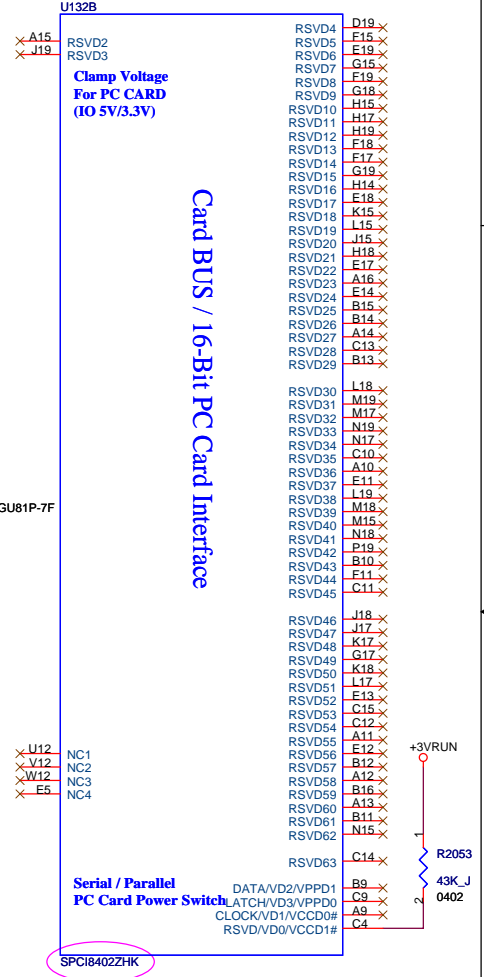 U132B
A15 RSVD2
J19 RSVD3
Clamp Voltage
For PC CARD
(IO 5V/3.3V)
RSVD4 D19
RSVD5 F15
RSVD6 E19
RSVD7 G15
RSVD8 F19
RSVD9 G18
RSVD10 H15
RSVD11 H17
RSVD12 H19
RSVD13 F18
RSVD14 F17
RSVD15 G19
RSVD16 H14
RSVD17 E18
RSVD18 K15
RSVD19 L15
RSVD20 J15
RSVD21 H18
RSVD22 E17
RSVD23 A16
RSVD24 E14
RSVD25 B15
RSVD26 B14
RSVD27 A14
RSVD28 C13
RSVD29 B13
RSVD30 L18
RSVD31 M19
RSVD32 M17
RSVD33 N19
RSVD34 N17
RSVD35 C10
RSVD36 A10
RSVD37 E11
RSVD38 L19
RSVD39 M18
RSVD40 M15
RSVD41 N18
RSVD42 P19
RSVD43 B10
RSVD44 F11
RSVD45 C11
RSVD46 J18
RSVD47 J17
RSVD48 K17
RSVD49 G17
RSVD50 K18
RSVD51 L17
RSVD52 E13
RSVD53 C15
RSVD54 C12
RSVD55 A11
RSVD56 E12
RSVD57 B12
RSVD58 A12
RSVD59 B16
RSVD60 A13
RSVD61 B11
RSVD62 N15
RSVD63 C14
Card BUS / 16-Bit PC Card Interface
GU81P-7F
U12 NC1
V12 NC2
W12 NC3
E5 NC4
Serial / Parallel
PC Card Power Switch
DATA/VD2/VPPD1 B9
LATCH/VD3/VPPD0 C9
CLOCK/VD1/VCCD0# A9
RSVD/VD0/VCCD1# C4
+3VRUN
1
R2053
43K_J
0402
2
SPCI8402ZHK